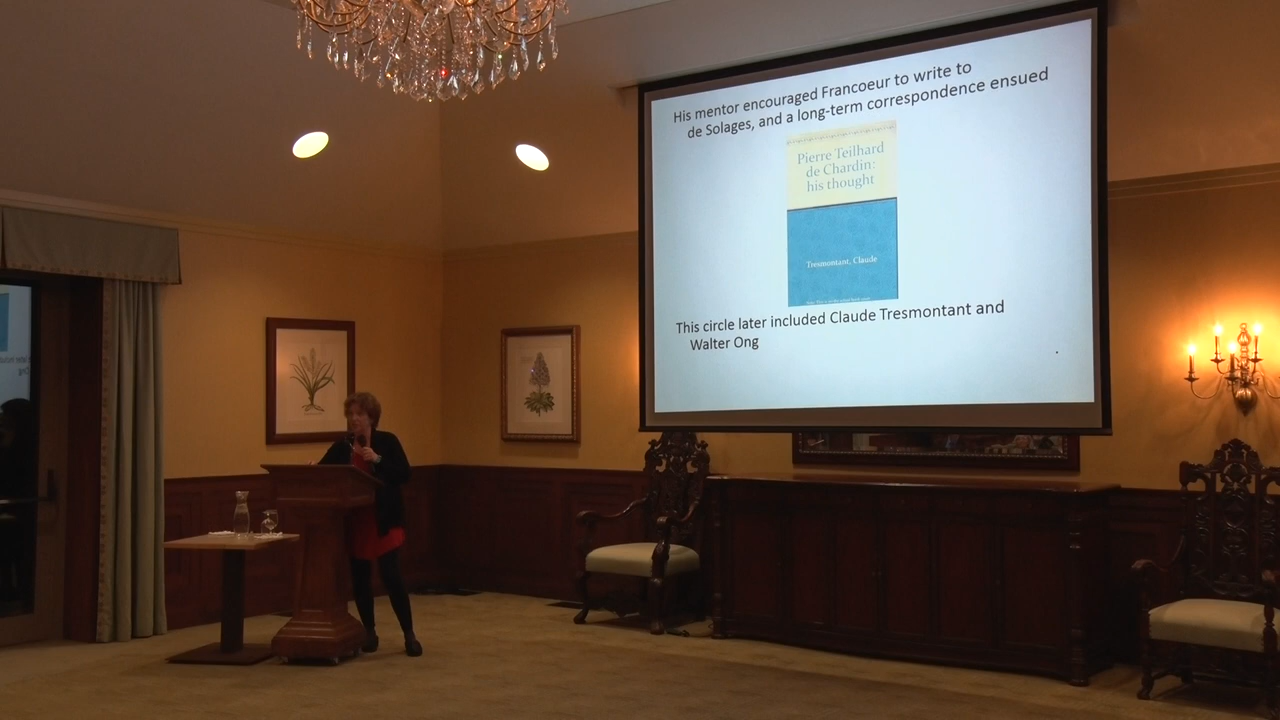 His mentor encouraged Francoeur to write to
de Solages, and a long-term correspondence ensued
Pierre Teilhard
de Chardin:
his thought
Tresmontant, Claude
This circle later included Claude Tresmontant and
Walter Ong